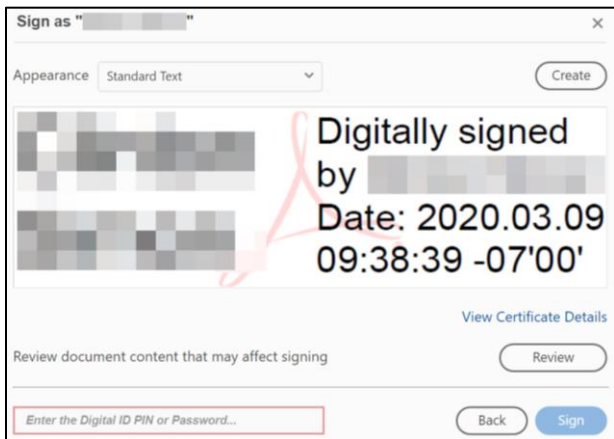 Sign as " "
Appearance Standard Text Create
Digitally signed
by
Date: 2020.03.09
09:38:39 -07'00'
View Certificate Details
Review document content that may affect signing Review
Enter the Digital ID PIN or Password... Back Sign